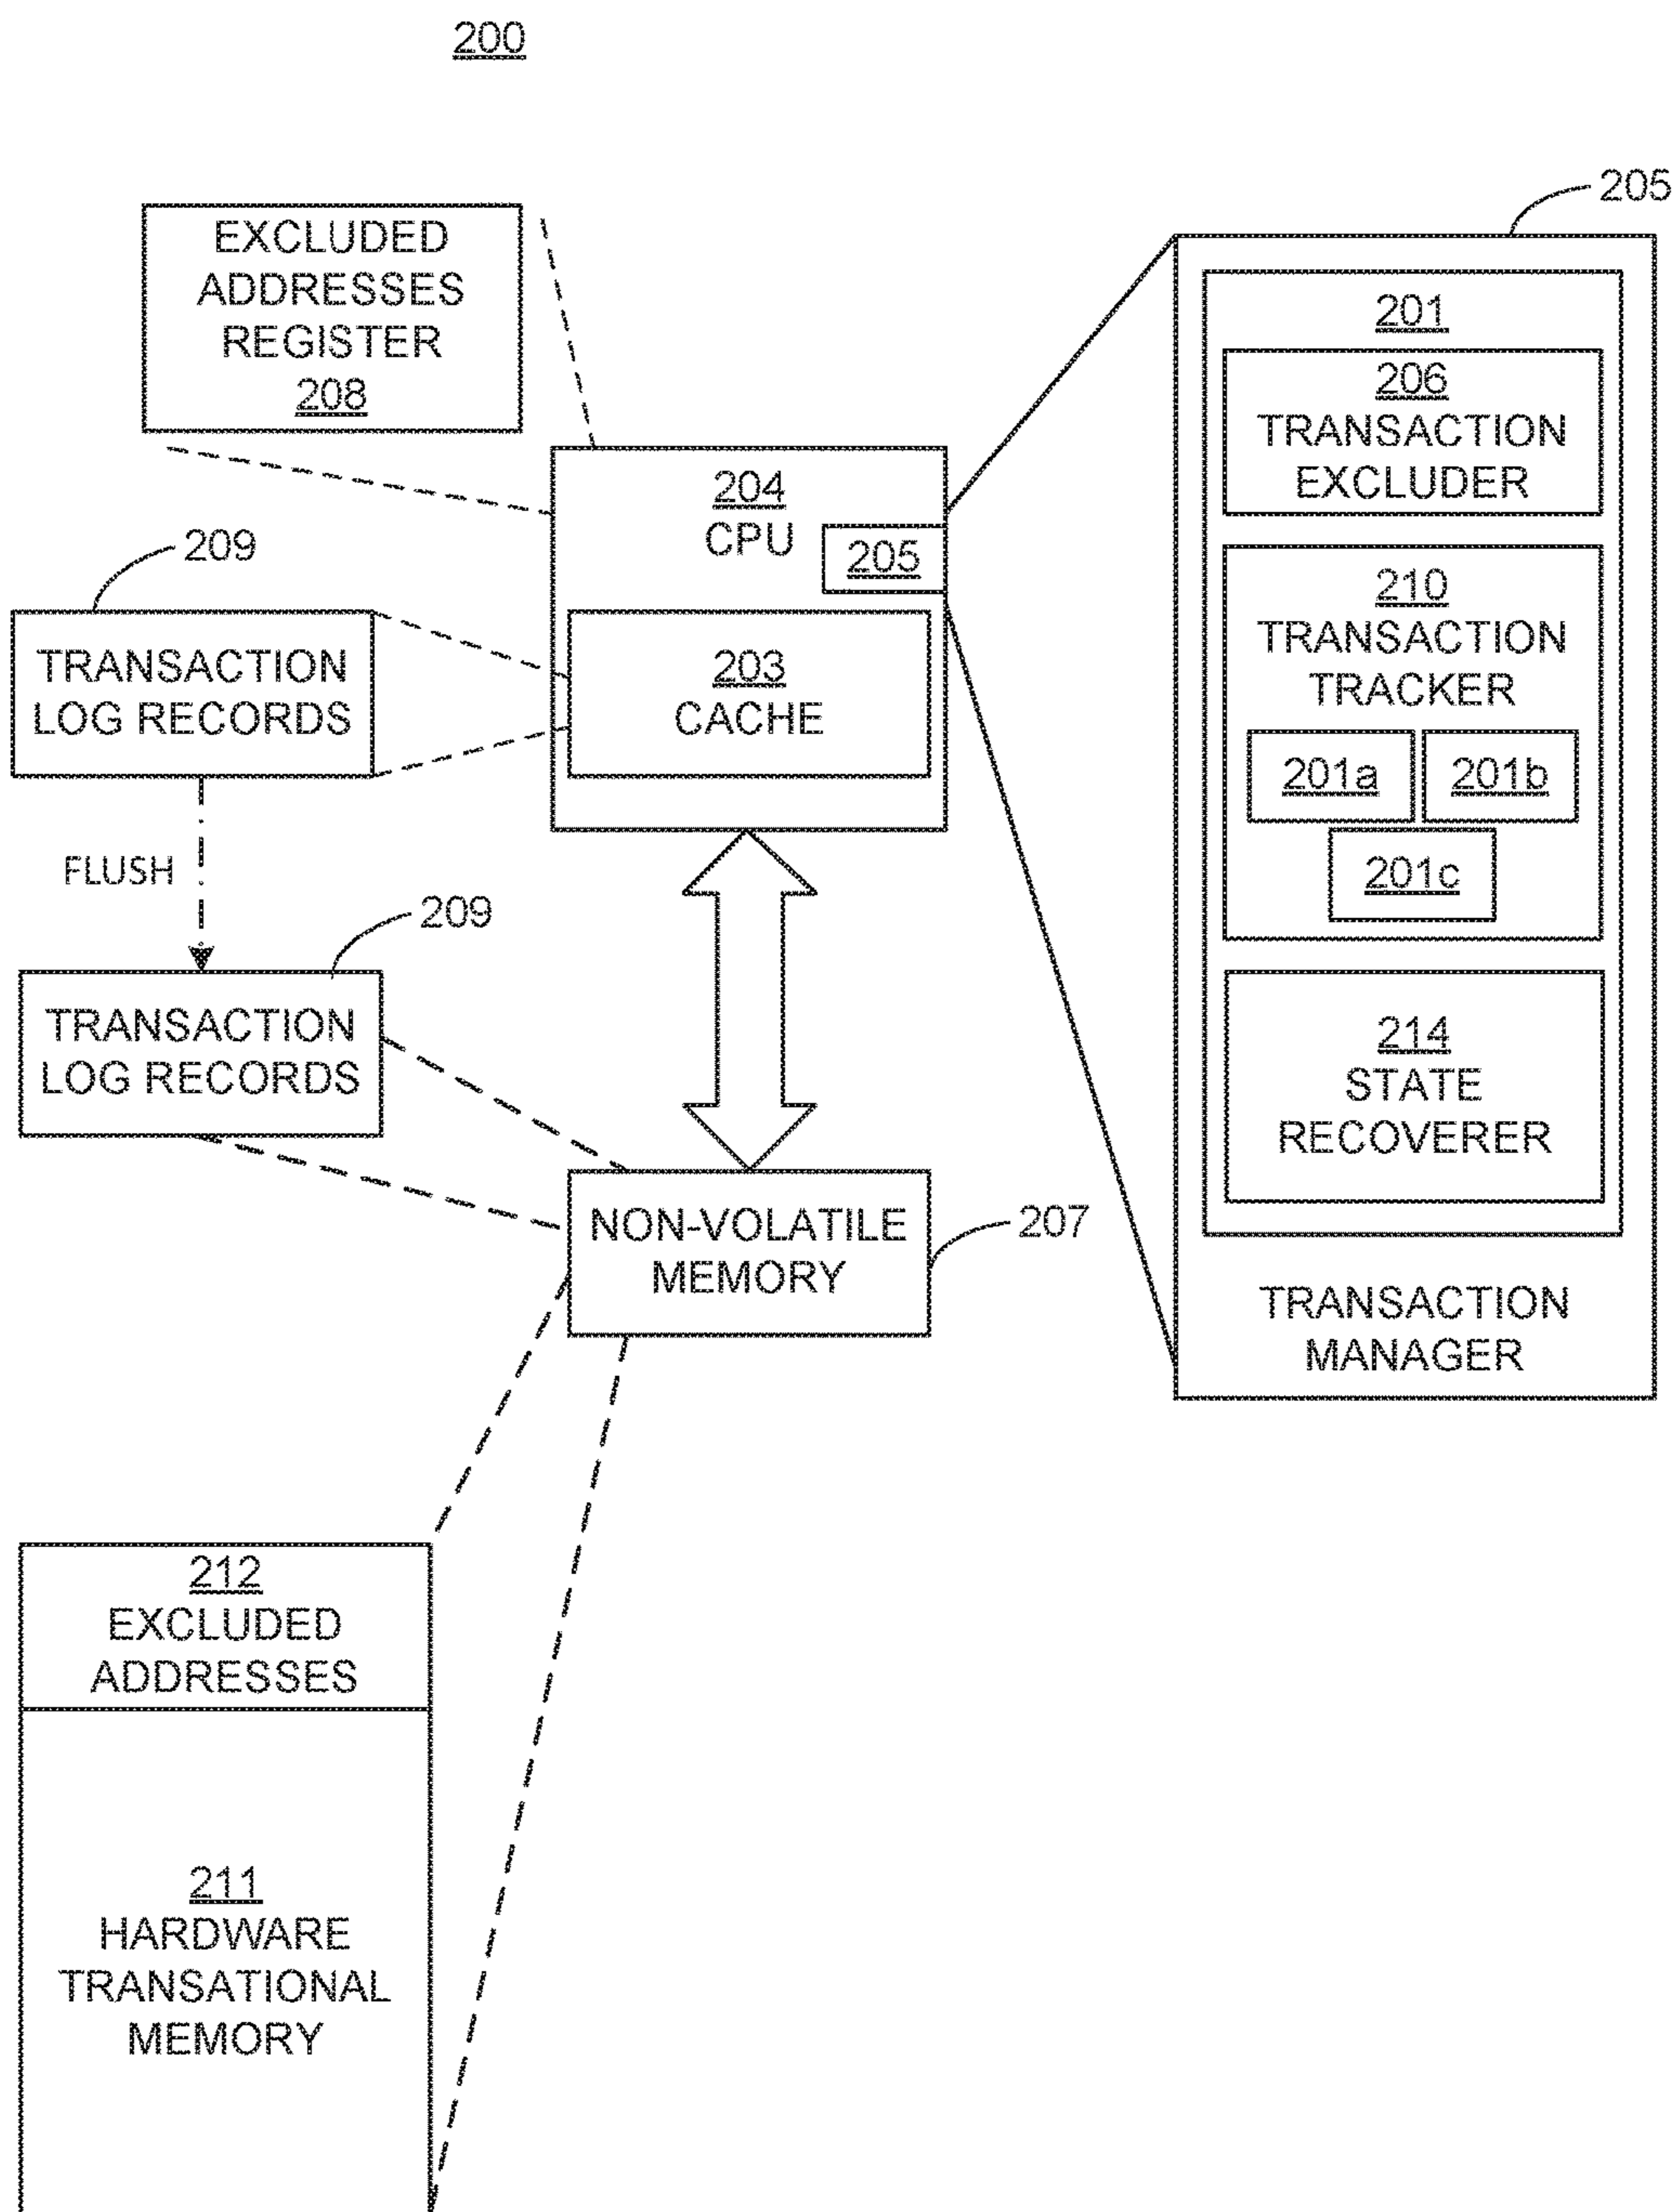 200
205
EXCLUDED
ADDRESSES
REGISTER
208
201
206
TRANSACTION
EXCLUDER
204
CPU
205
209
TRANSACTION
LOG RECORDS
203
CACHE
210
TRANSACTION
TRACKER
201a
201b
201c
FLUSH
209
TRANSACTION
LOG RECORDS
214
STATE
RECOVERER
NON-VOLATILE
MEMORY
207
TRANSACTION
MANAGER
212
EXCLUDED
ADDRESSES
211
HARDWARE
TRANSATIONAL
MEMORY